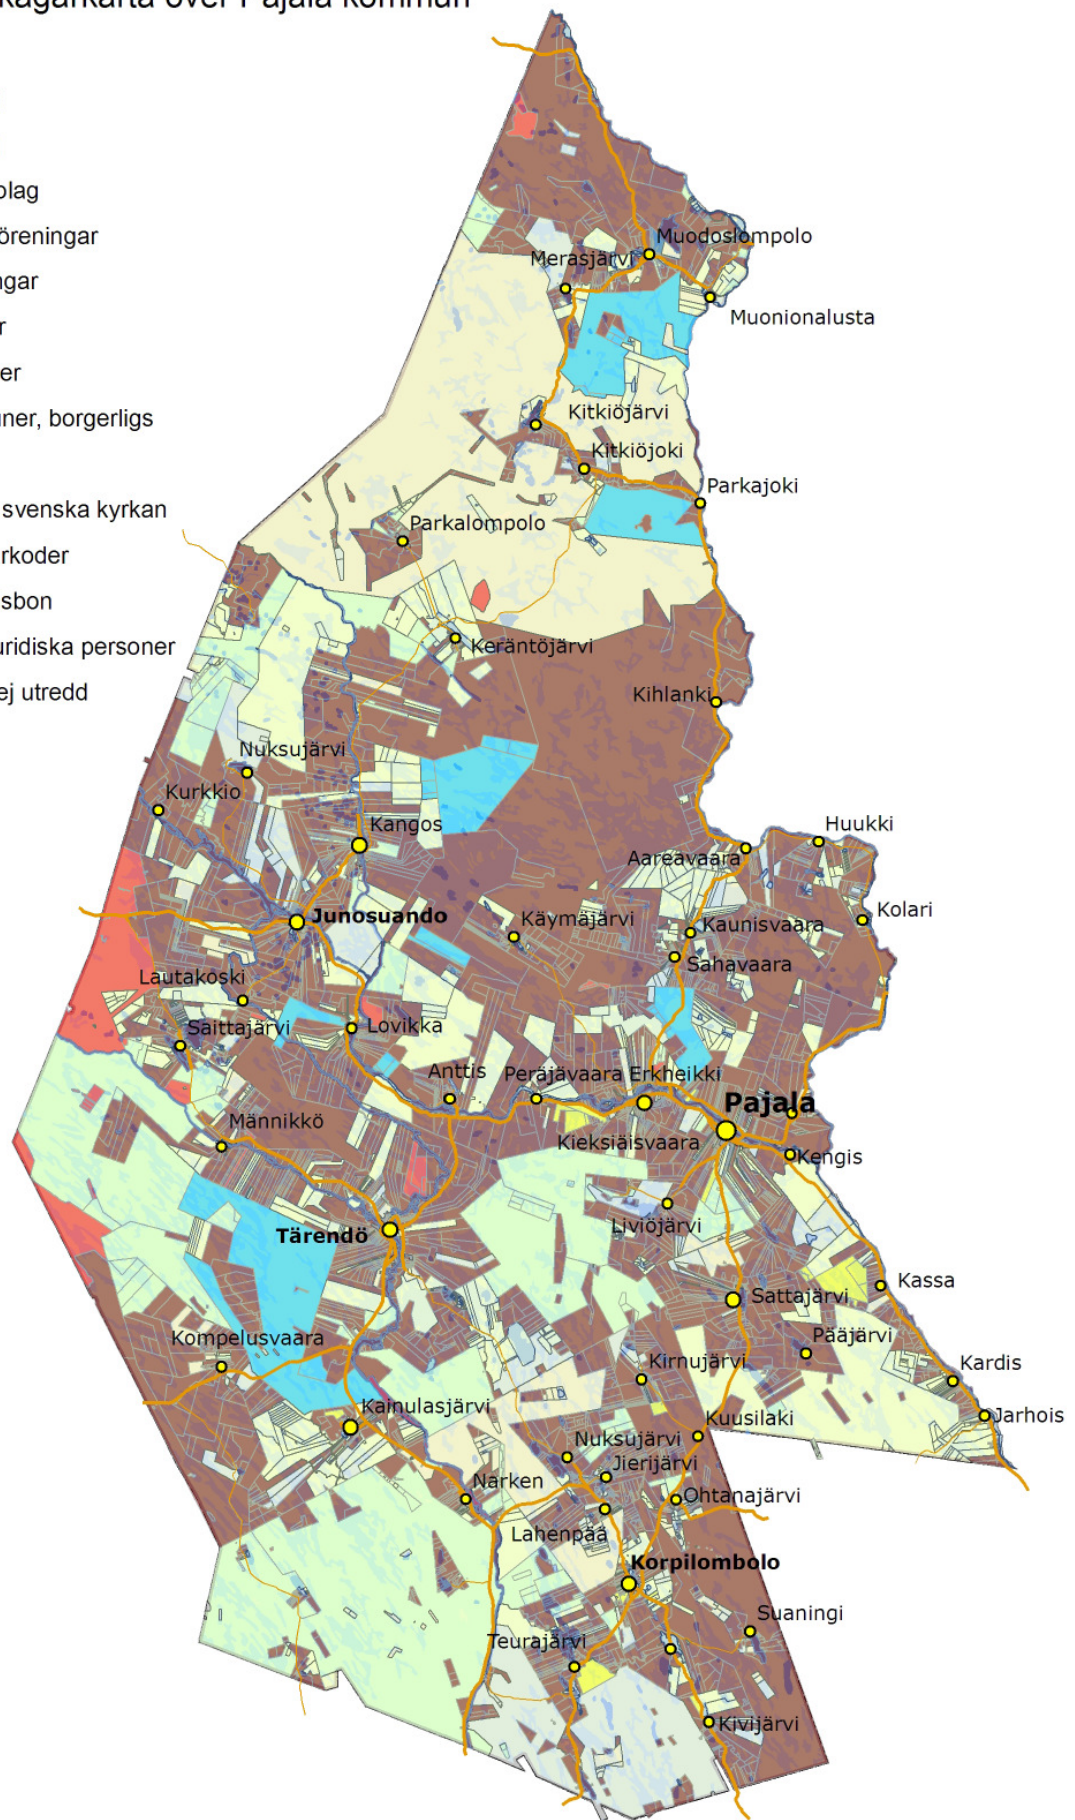 kägarkarta över Pajala kommun
olag
öreningar
ngar
r
er
ner, borgerligs
svenska kyrkan
rkoder
sbon
uridiska personer
ej utredd
Muodoslompolo
Merasjärvi
Muonionalusta
Kitkiöjärvi
Kitkiöjoki
Parkajoki
Parkalompolo
Keräntöjärvi
Kihlanki
Nuksujärvi
Kurkkio
Kangos
Huukki
Aareavaara
Junosuando
Käymäjärvi
Kolari
Kaunisvaara
Sahavaara
Lautakoski
Saittajärvi
Lovikka
Anttis
Peräjävaara
Erkheikki
Pajala
Männikkö
Kieksiäisvaara
Kengis
Liviöjärvi
Tärendö
Kassa
Sattajärvi
Kompelusvaara
Pääjärvi
Kirnujärvi
Kardis
Kainulasjärvi
Kuusilaki
Jarhois
Nuksujärvi
Jierijärvi
Narken
Ohtanajärvi
Lahenpää
Korpilombolo
Suaningi
Teurajärvi
Kivijärvi